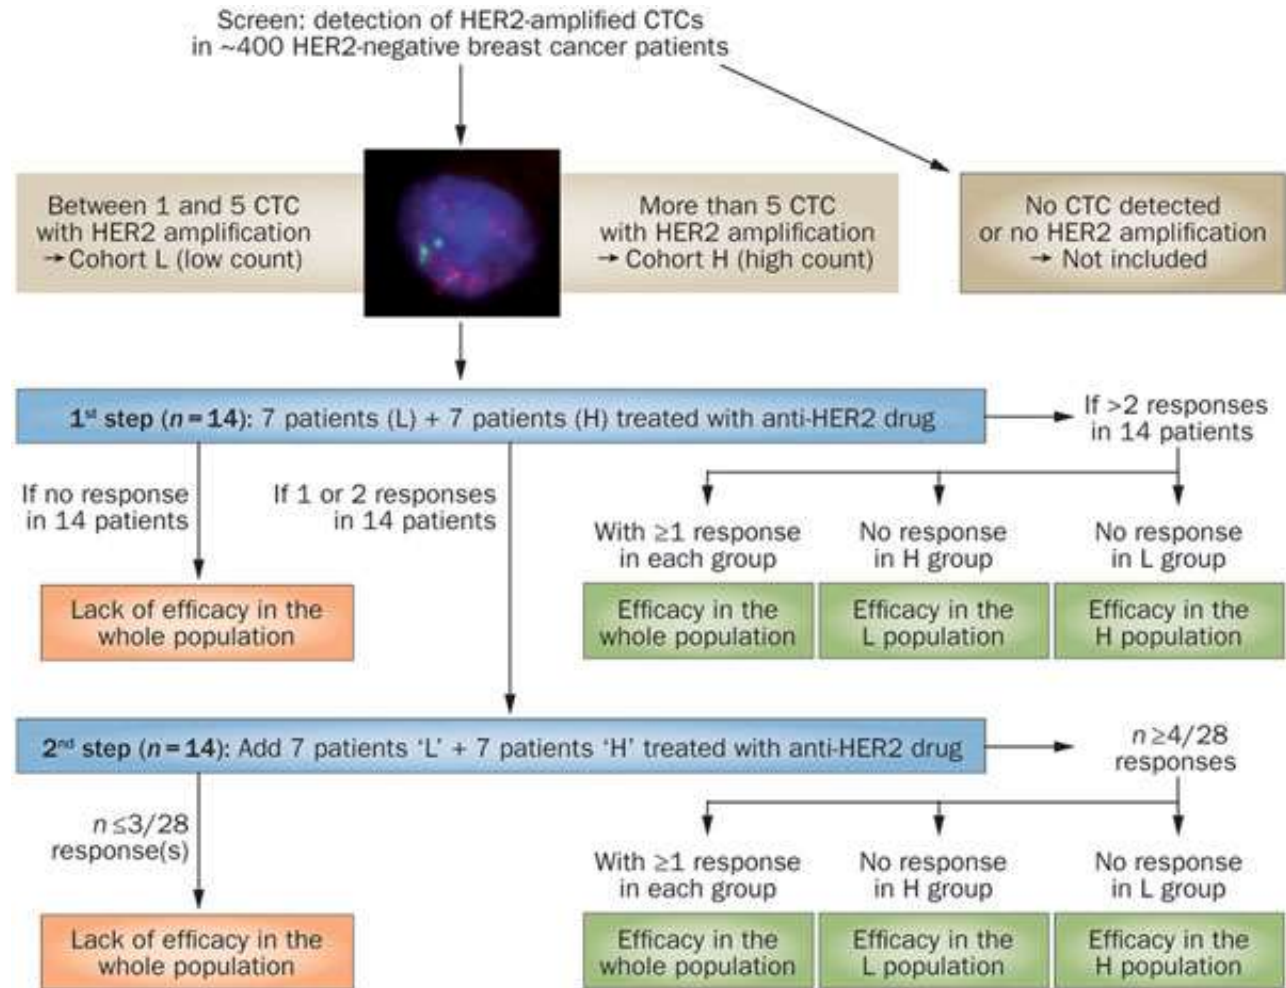 Screen: detection of HER2-amplified CTCs
in ~400 HER2-negative breast cancer patients
Between 1 and 5 CTC
with HER2 amplification
→ Cohort L (low count)
More than 5 CTC
with HER2 amplification
→ Cohort H (high count)
No CTC detected
or no HER2 amplification
→ Not included
1st step (n = 14): 7 patients (L) + 7 patients (H) treated with anti-HER2 drug
If >2 responses
in 14 patients
If no response
in 14 patients
If 1 or 2 responses
in 14 patients
With ≥1 response
in each group
No response
in H group
No response
in L group
Lack of efficacy in the
whole population
Efficacy in the
whole population
Efficacy in the
L population
Efficacy in the
H population
2nd step (n = 14): Add 7 patients ‘L’ + 7 patients ‘H’ treated with anti-HER2 drug
n ≥4/28
responses
n ≤3/28
response(s)
With ≥1 response
in each group
No response
in H group
No response
in L group
Lack of efficacy in the
whole population
Efficacy in the
whole population
Efficacy in the
L population
Efficacy in the
H population